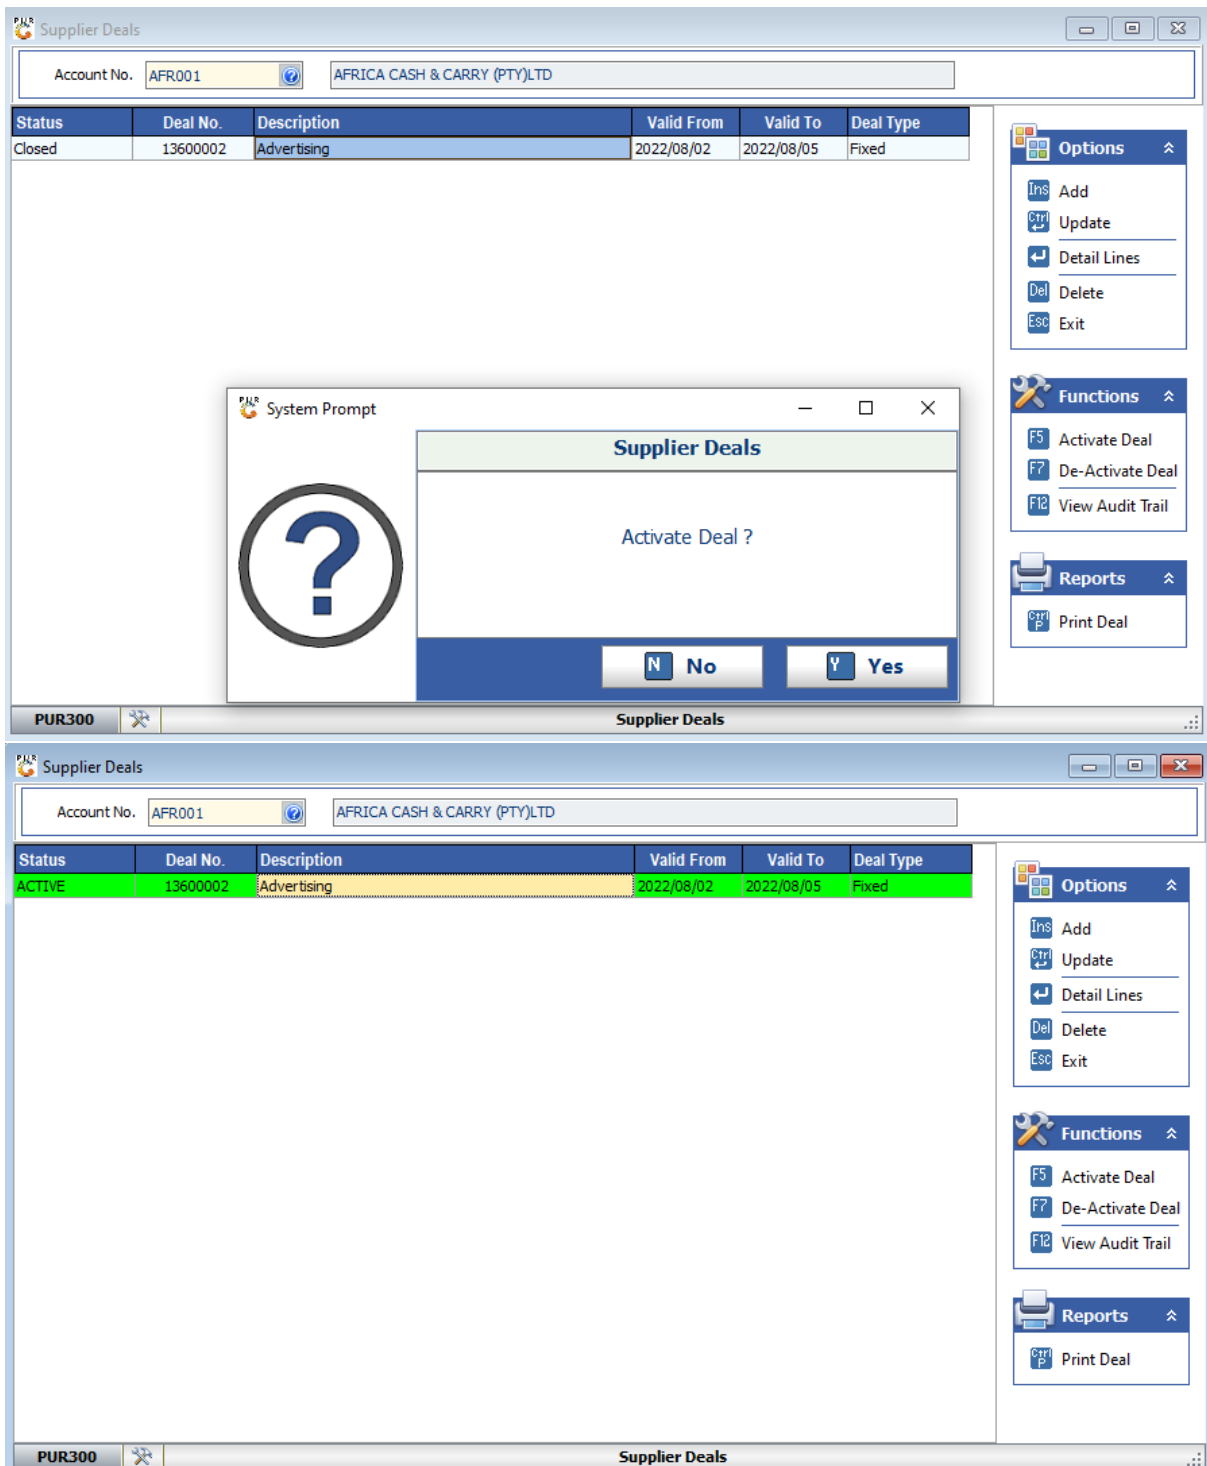 PUR Supplier Deals
Account No. AFR001 AFRICA CASH & CARRY (PTY)LTD
Status Deal No. Description Valid From Valid To Deal Type
Closed 13600002 Advertising 2022/08/02 2022/08/05 Fixed
Options
Ins Add
Ctrl Update
Detail Lines
Del Delete
Esc Exit
PUR System Prompt
Supplier Deals
?
Activate Deal ?
N No Y Yes
Functions
F5 Activate Deal
F7 De-Activate Deal
F12 View Audit Trail
Reports
Ctrl P Print Deal
PUR300 Supplier Deals
PUR Supplier Deals
Account No. AFR001 AFRICA CASH & CARRY (PTY)LTD
Status Deal No. Description Valid From Valid To Deal Type
ACTIVE 13600002 Advertising 2022/08/02 2022/08/05 Fixed
Options
Ins Add
Ctrl Update
Detail Lines
Del Delete
Esc Exit
Functions
F5 Activate Deal
F7 De-Activate Deal
F12 View Audit Trail
Reports
Ctrl P Print Deal
PUR300 Supplier Deals